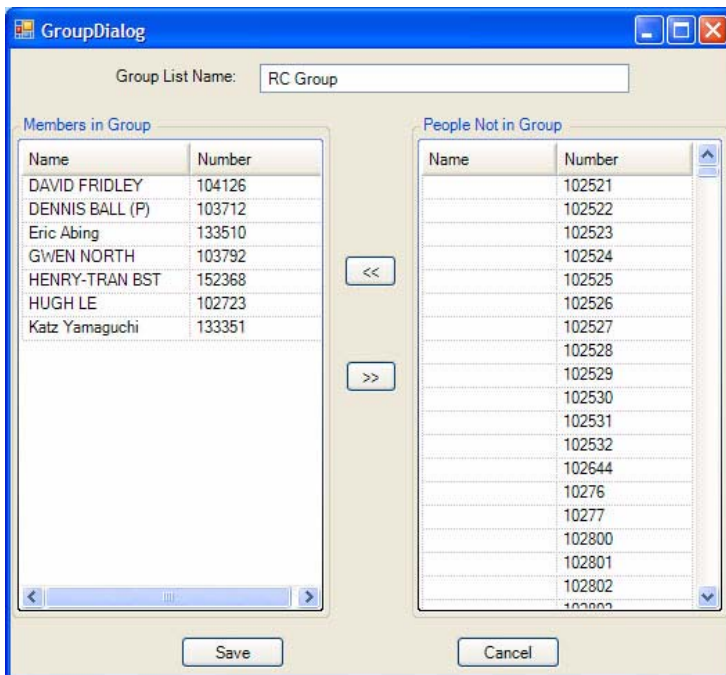 GroupDialog
Group List Name: RC Group
Members in Group
Name Number
DAVID FRIDLEY 104126
DENNIS BALL (P) 103712
Eric Abing 133510
GWEN NORTH 103792
HENRY-TRAN BST 152368
HUGH LE 102723
Katz Yamaguchi 133351
<<
>>
People Not in Group
Name Number
102521
102522
102523
102524
102525
102526
102527
102528
102529
102530
102531
102532
102644
10276
10277
102800
102801
102802
Save Cancel